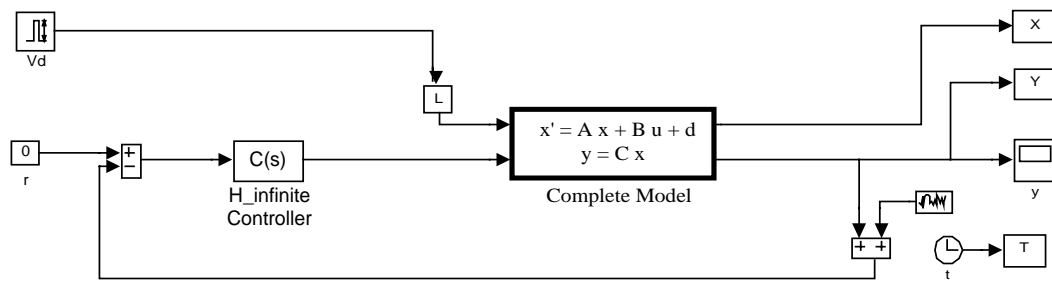 Vd
L
X
Y
x' = A x + B u + d
y = C x
Complete Model
0
r
+
−
C(s)
H_infinite
Controller
y
+ +
t
T